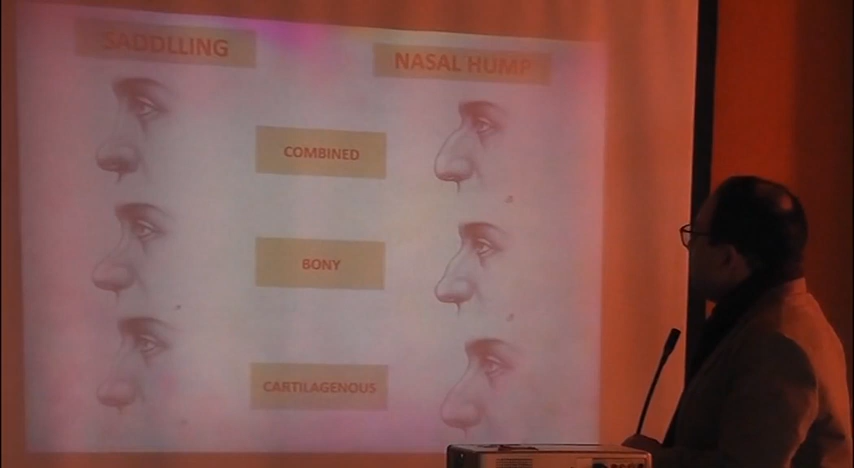 SADDLLING
NASAL HUMP
COMBINED
BONY
CARTILAGENOUS